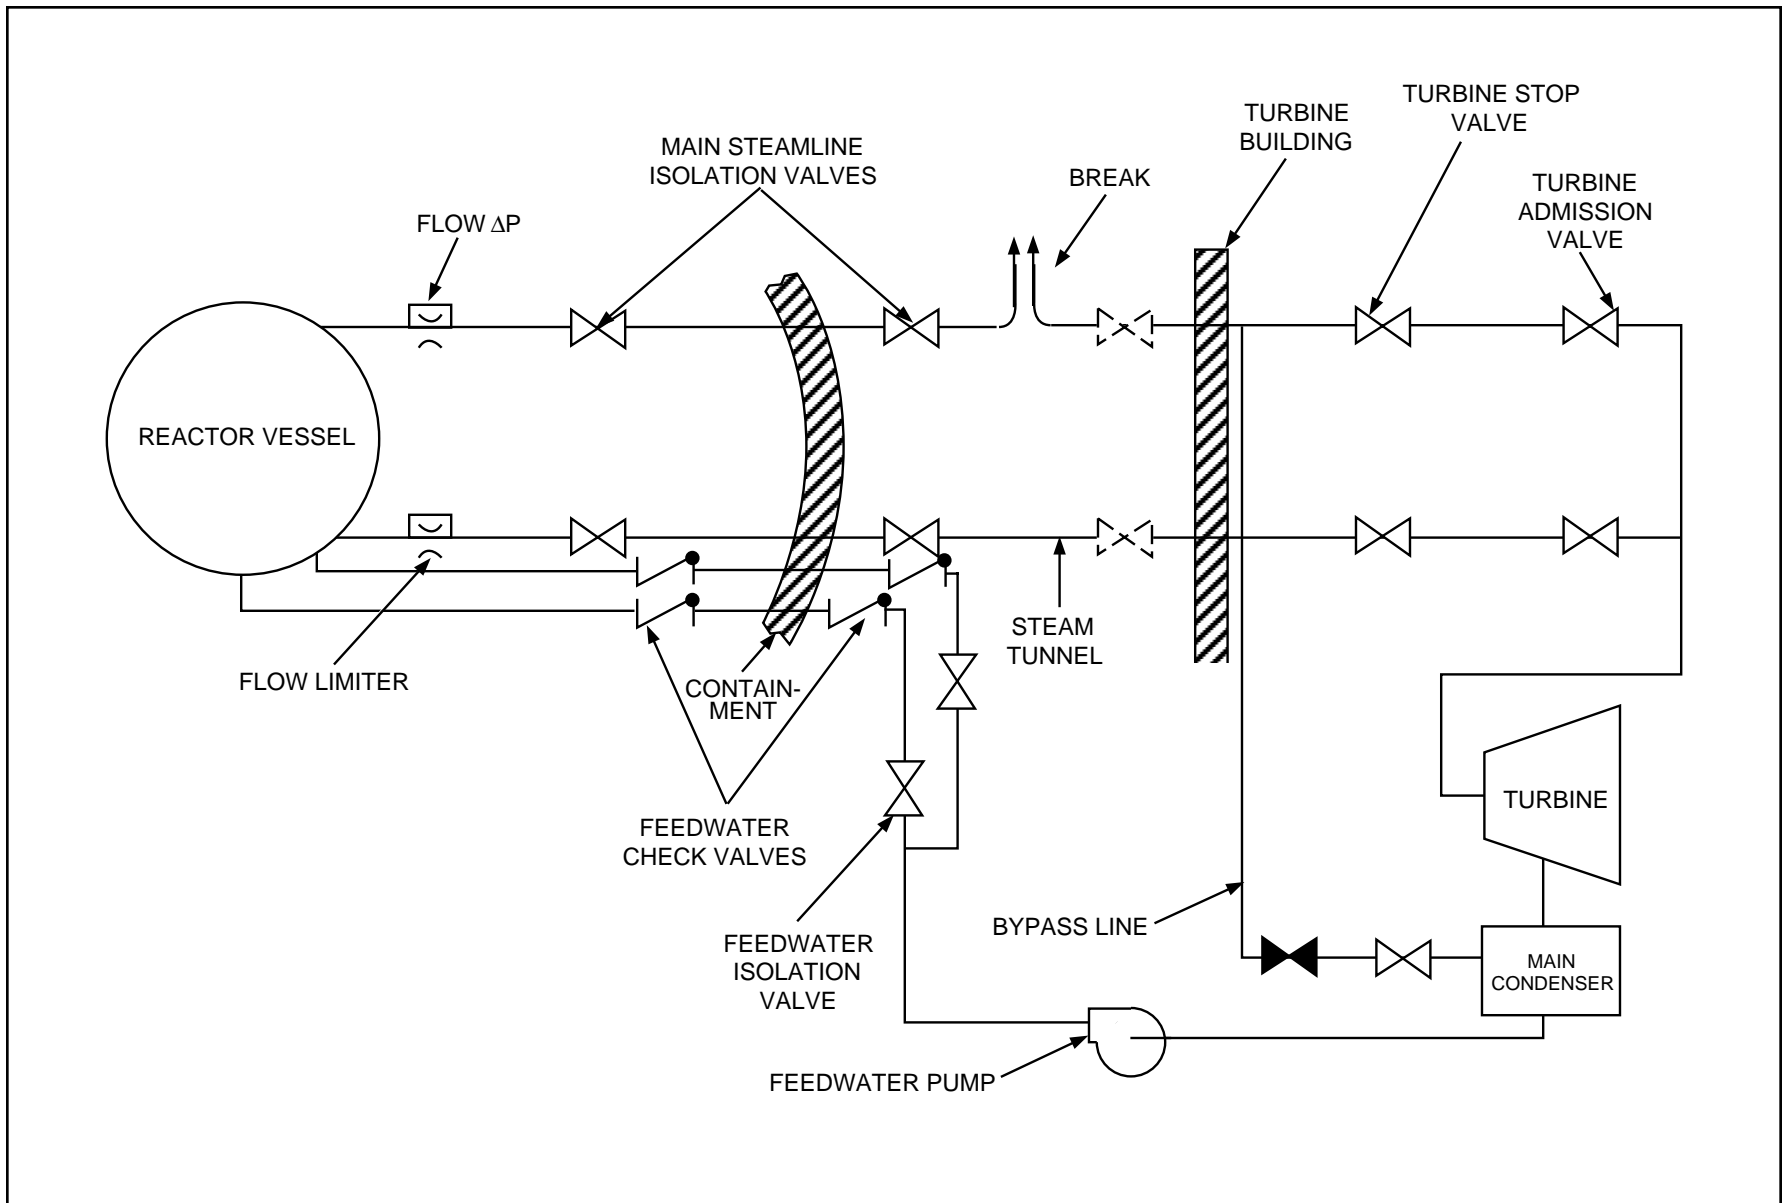 TURBINE STOP
VALVE
TURBINE
BUILDING
MAIN STEAMLINE
ISOLATION VALVES
BREAK
TURBINE
ADMISSION
VALVE
FLOW ΔP
REACTOR VESSEL
STEAM
TUNNEL
FLOW LIMITER
CONTAIN-
MENT
TURBINE
FEEDWATER
CHECK VALVES
BYPASS LINE
FEEDWATER
ISOLATION
VALVE
MAIN
CONDENSER
FEEDWATER PUMP